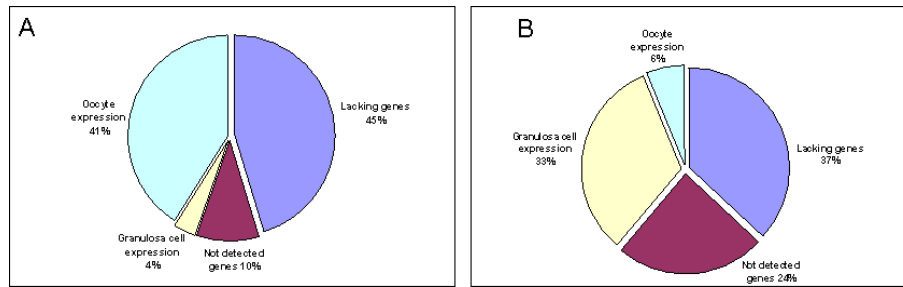 A
Oocyte
expression
41%
Lacking genes
45%
Granulosa cell
expression
4%
Not detected
genes 10%
B
Oocyte
expression
6%
Granulosa cell
expression
33%
Lacking genes
37%
Not detected
genes 24%